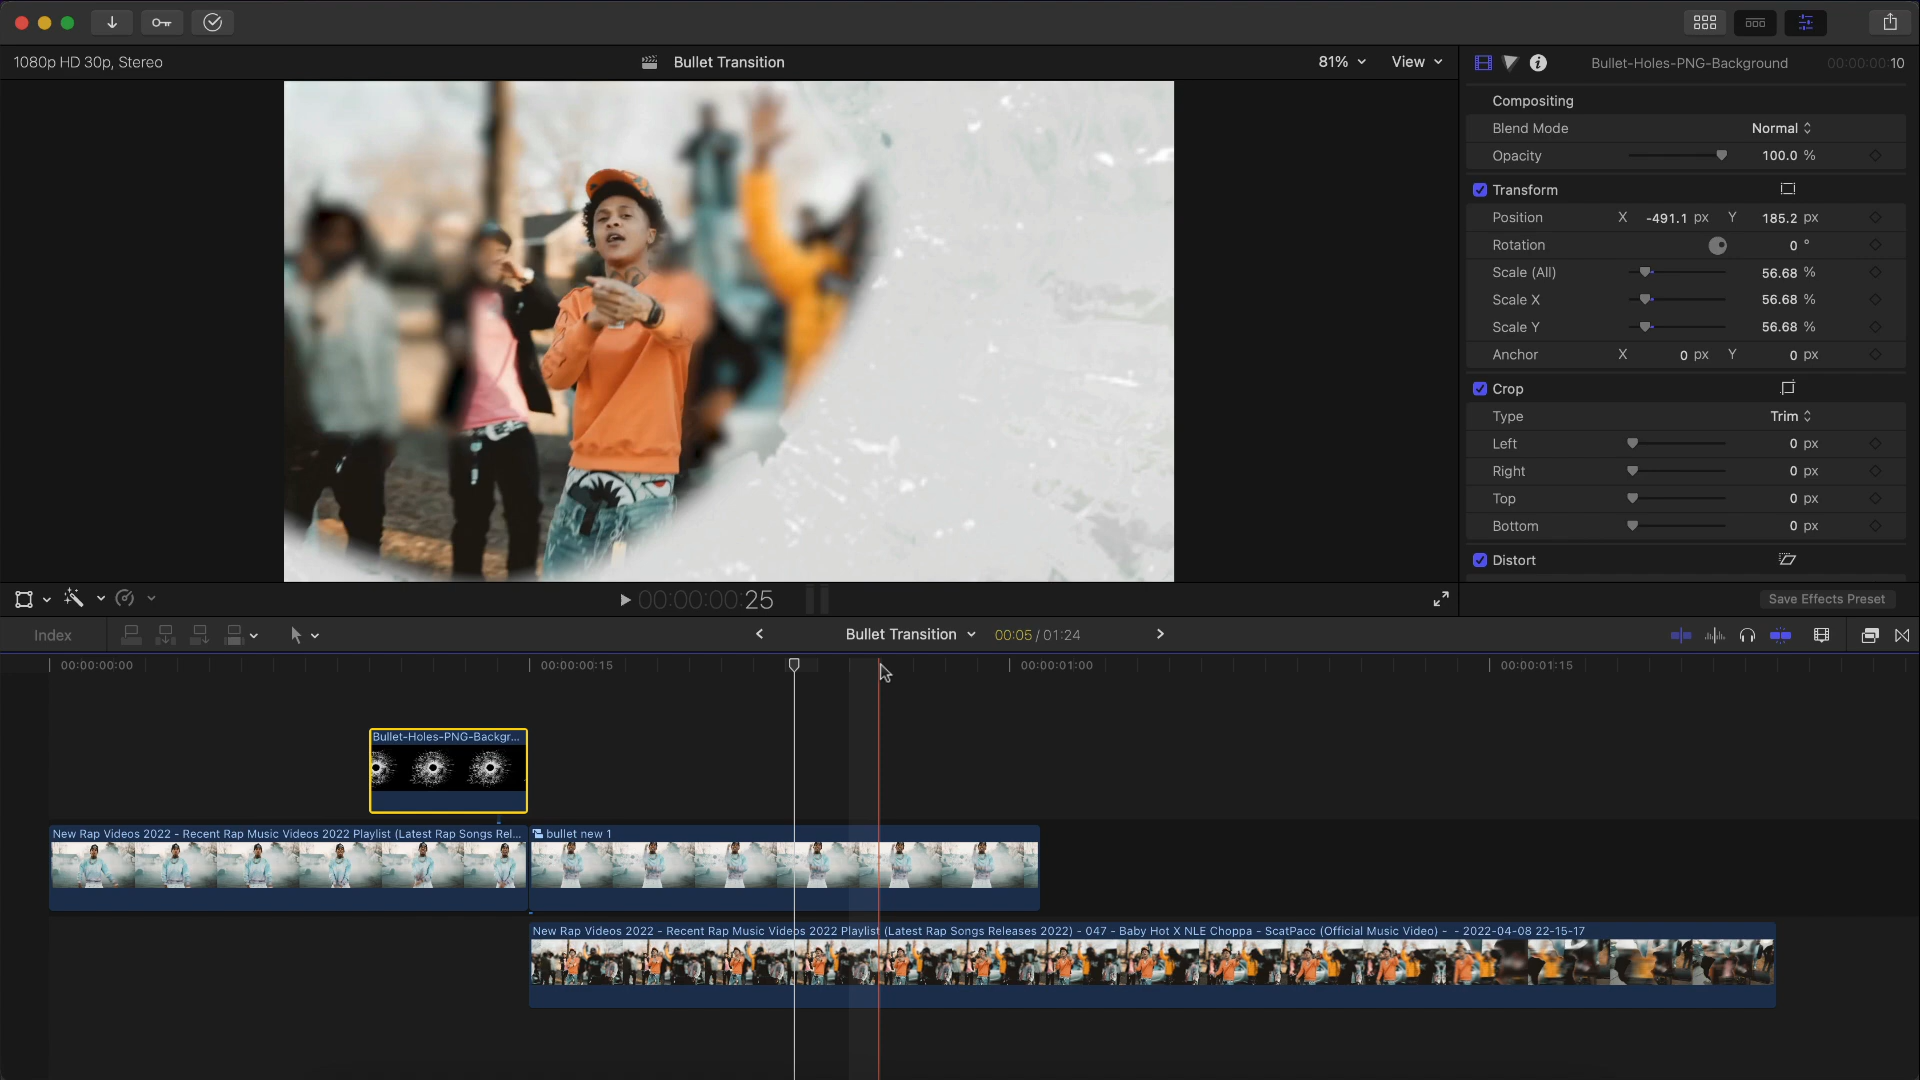 1080p HD 30p, Stereo
Bullet Transition
81%
View
Bullet-Holes-PNG-Background
00:00:00:10
Compositing
Blend Mode
Normal
Opacity
100.0 %
Transform
Position X -491.1 px Y 185.2 px
Rotation 0 °
Scale (All) 56.68 %
Scale X 56.68 %
Scale Y 56.68 %
Anchor X 0 px Y 0 px
Crop
Type Trim
Left 0 px
Right 0 px
Top 0 px
Bottom 0 px
Distort
00:00:00:25
Save Effects Preset
Index
Bullet Transition
00:05 / 01:24
00:00:00:00
00:00:00:15
00:00:01:00
00:00:01:15
Bullet-Holes-PNG-Backgr...
New Rap Videos 2022 - Recent Rap Music Videos 2022 Playlist (Latest Rap Songs Rel...
bullet new 1
New Rap Videos 2022 - Recent Rap Music Videos 2022 Playlist (Latest Rap Songs Releases 2022) - 047 - Baby Hot X NLE Choppa - ScatPacc (Official Music Video) - - 2022-04-08 22-15-17